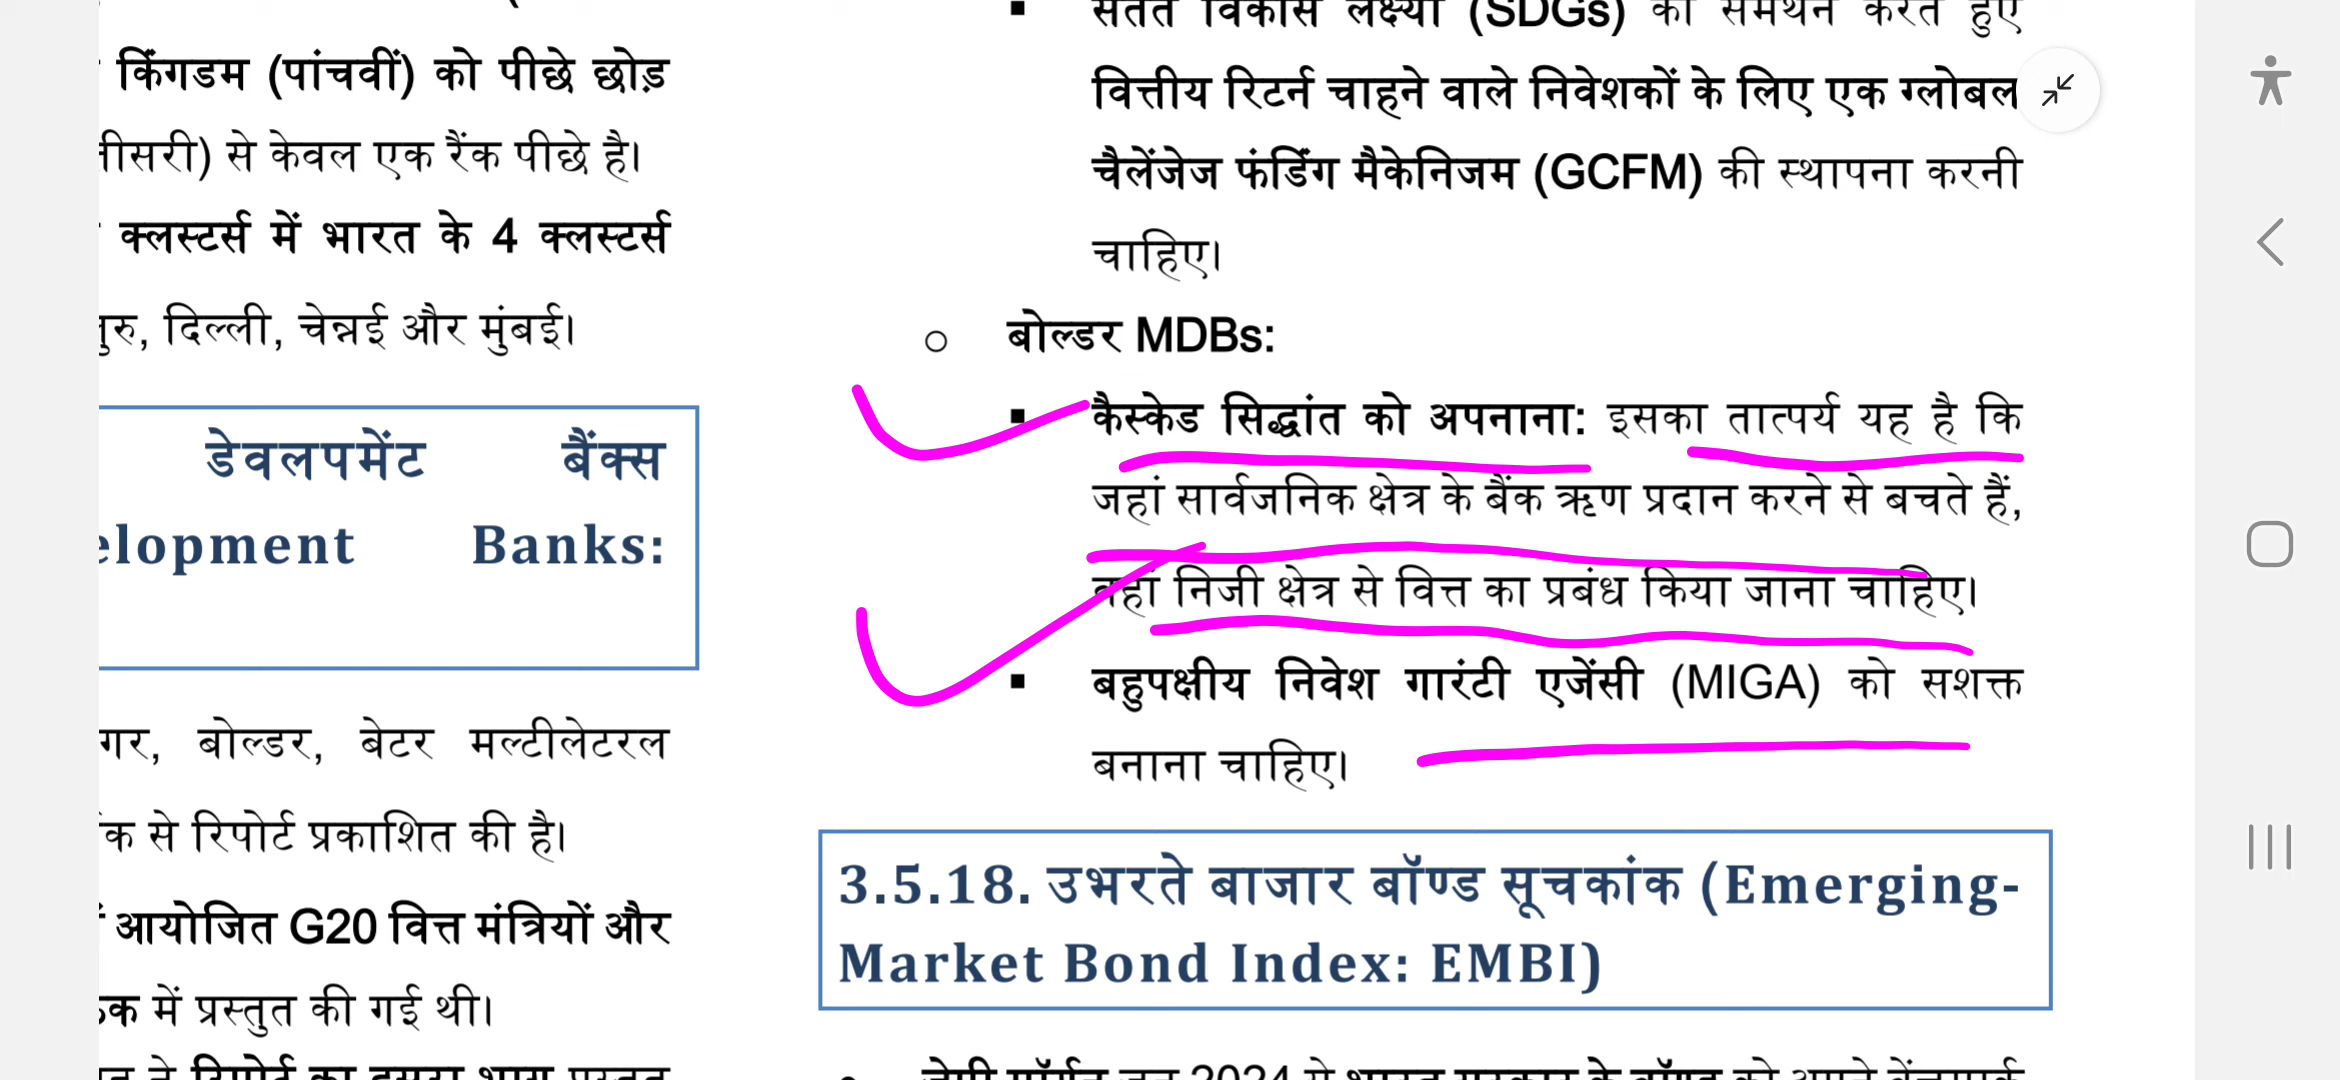 किंगडम (पांचवीं) को पीछे छोड़
से केवल एक रैंक पीछे है।
क्लस्टर्स में भारत के 4 क्लस्टर्स
दिल्ली, चेन्नई और मुंबई।
डेवलपमेंट बैंक्स
Banks:
बोल्डर, बेटर मल्टीलेटरल
से रिपोर्ट प्रकाशित की है।
आयोजित G20 वित्त मंत्रियों और
में प्रस्तुत की गई थी।
सतत विकास लक्ष्यों (SDGs) का समर्थन करते हुए
वित्तीय रिटर्न चाहने वाले निवेशकों के लिए एक ग्लोबल
चैलेंजेज फंडिंग मैकेनिजम (GCFM) की स्थापना करनी
चाहिए।
बोल्डर MDBs:
कैस्केड सिद्धांत को अपनाना: इसका तात्पर्य यह है कि
जहां सार्वजनिक क्षेत्र के बैंक ऋण प्रदान करने से बचते हैं,
वहां निजी क्षेत्र से वित्त का प्रबंध किया जाना चाहिए।
बहुपक्षीय निवेश गारंटी एजेंसी (MIGA) को सशक्त
बनाना चाहिए।
3.5.18. उभरते बाजार बॉण्ड सूचकांक (Emerging-
Market Bond Index: EMBI)